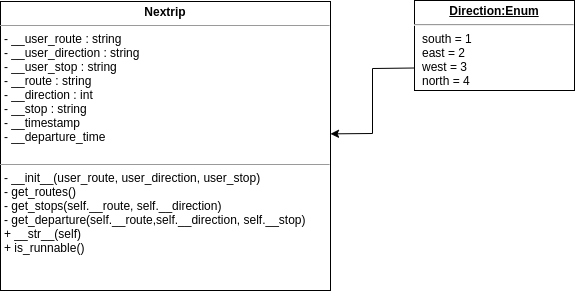 Nextrip
- __user_route : string
- __user_direction : string
- __user_stop : string
- __route : string
- __direction : int
- __stop : string
- __timestamp
- __departure_time
- __init__(user_route, user_direction, user_stop)
- get_routes()
- get_stops(self.__route, self.__direction)
- get_departure(self.__route,self.__direction, self.__stop)
+ __str__(self)
+ is_runnable()
Direction:Enum
south = 1
east = 2
west = 3
north = 4